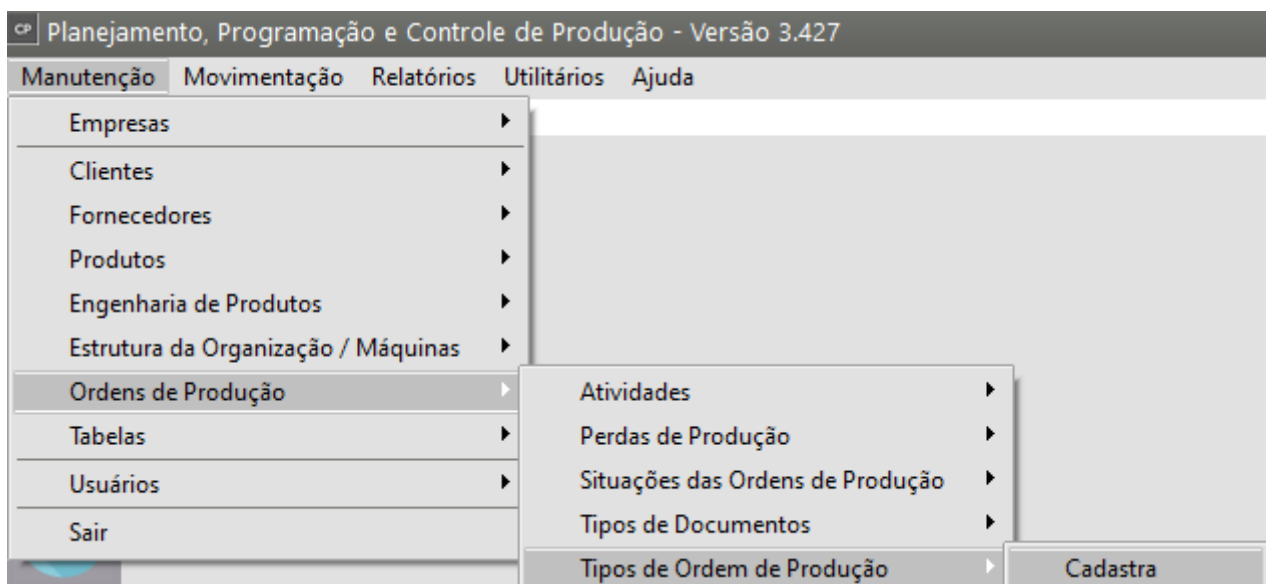 CP Planejamento, Programação e Controle de Produção - Versão 3.427
Manutenção Movimentação Relatórios Utilitários Ajuda
Empresas
Clientes
Fornecedores
Produtos
Engenharia de Produtos
Estrutura da Organização / Máquinas
Ordens de Produção
Tabelas
Usuários
Sair
Atividades
Perdas de Produção
Situações das Ordens de Produção
Tipos de Documentos
Tipos de Ordem de Produção
Cadastra